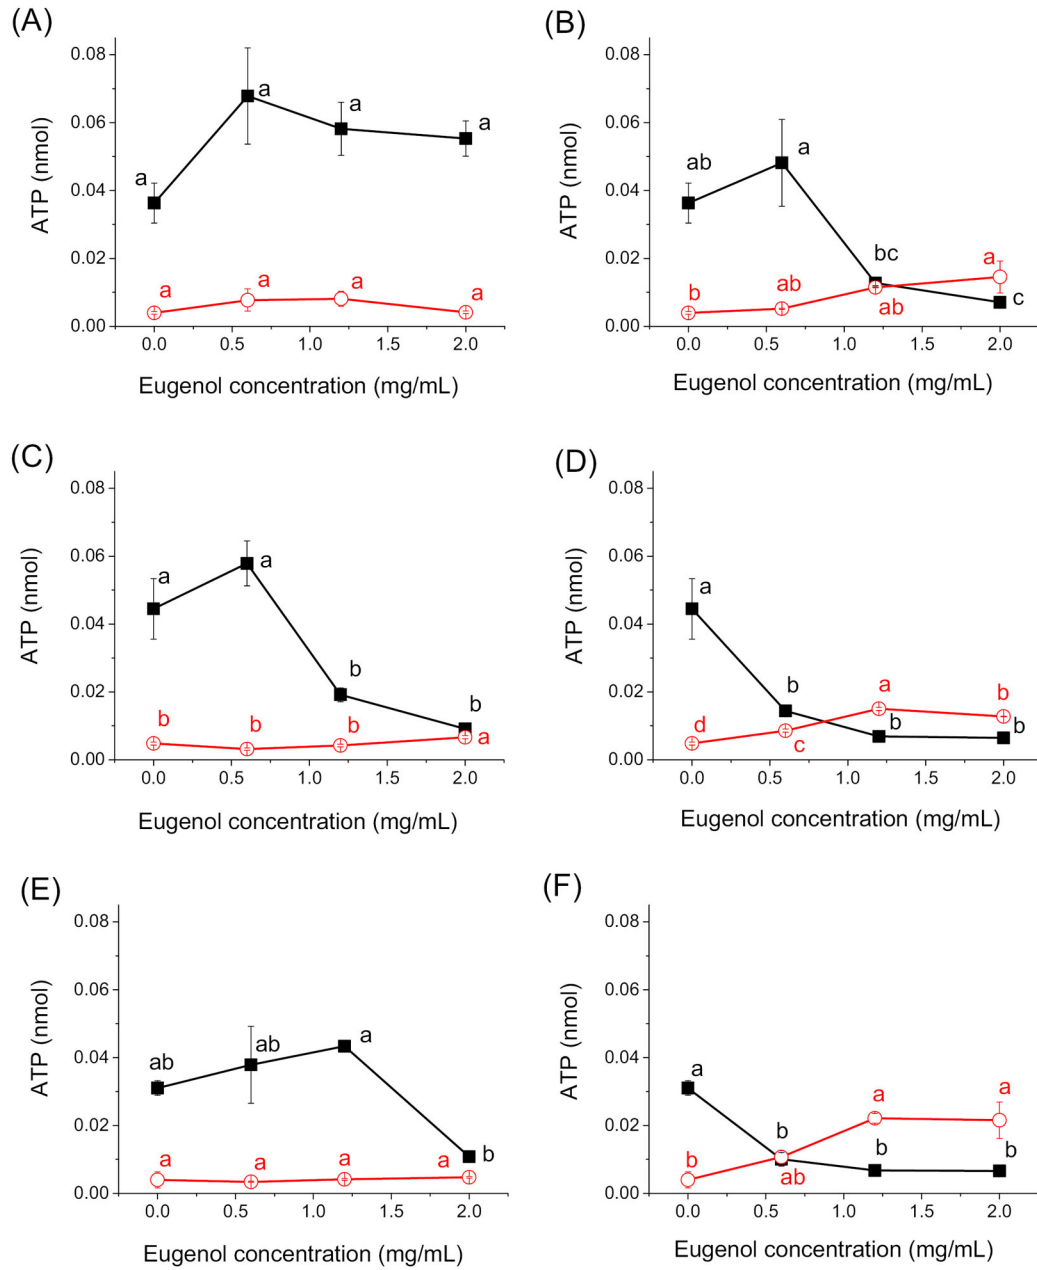 (A)
0.08
0.06
0.04
0.02
0.00
ATP (nmol)
a
a
a
a
a
a
a
a
0.0 0.5 1.0 1.5 2.0
Eugenol concentration (mg/mL)
(B)
0.08
0.06
0.04
0.02
0.00
ATP (nmol)
ab
a
bc
c
b
ab
ab
a
0.0 0.5 1.0 1.5 2.0
Eugenol concentration (mg/mL)
(C)
0.08
0.06
0.04
0.02
0.00
ATP (nmol)
a
a
b
b
b
b
b
a
0.0 0.5 1.0 1.5 2.0
Eugenol concentration (mg/mL)
(D)
0.08
0.06
0.04
0.02
0.00
ATP (nmol)
a
b
b
b
d
c
a
b
0.0 0.5 1.0 1.5 2.0
Eugenol concentration (mg/mL)
(E)
0.08
0.06
0.04
0.02
0.00
ATP (nmol)
ab
ab
a
b
a
a
a
a
0.0 0.5 1.0 1.5 2.0
Eugenol concentration (mg/mL)
(F)
0.08
0.06
0.04
0.02
0.00
ATP (nmol)
a
b
b
b
b
ab
a
a
0.0 0.5 1.0 1.5 2.0
Eugenol concentration (mg/mL)